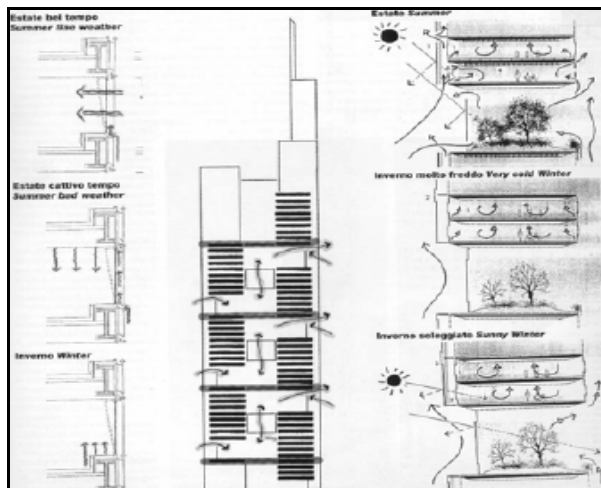 Estate bel tempo
Summer fine weather
Estate cattivo tempo
Summer bad weather
Inverno Winter
Estate Summer
Inverno molto freddo Very cold Winter
Inverno soleggiato Sunny Winter